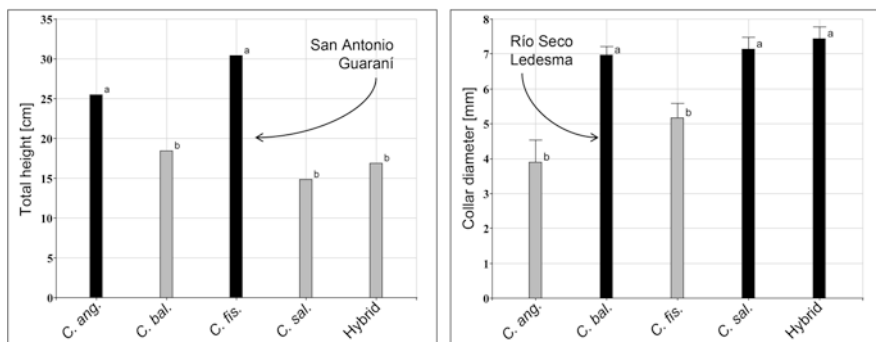 Total height [cm]
35
30
25
20
15
10
5
0
a
b
a
b
b
San Antonio
Guaraní
C. ang.
C. bal.
C. fis.
C. sal.
Hybrid
Collar diameter [mm]
8
7
6
5
4
3
2
1
0
b
a
b
a
a
Río Seco
Ledesma
C. ang.
C. bal.
C. fis.
C. sal.
Hybrid